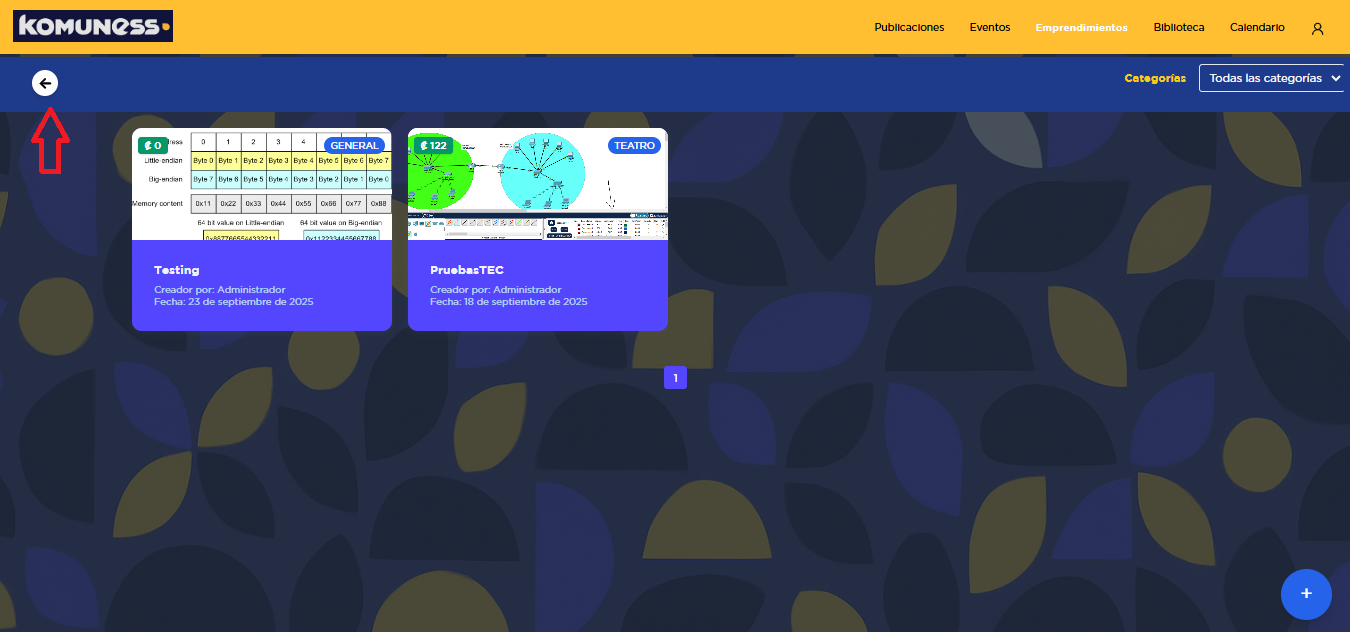 KOMUNESS
Publicaciones Eventos Emprendimientos Biblioteca Calendario
Categorías Todas las categorías
₡ 0 GENERAL
0 1 2 3 4
Little-endian Byte 0 Byte 1 Byte 2 Byte 3 Byte 4 Byte 5 Byte 6 Byte 7
Big-endian Byte 7 Byte 6 Byte 5 Byte 4 Byte 3 Byte 2 Byte 1 Byte 0
Memory content 0x11 0x22 0x33 0x44 0x55 0x66 0x77 0x88
64 bit value on Little-endian 64 bit value on Big-endian
0x8877665544332211 0x1122334455667788
Testing
Creador por: Administrador
Fecha: 23 de septiembre de 2025
₡ 122 TEATRO
PruebasTEC
Creador por: Administrador
Fecha: 18 de septiembre de 2025
1
+